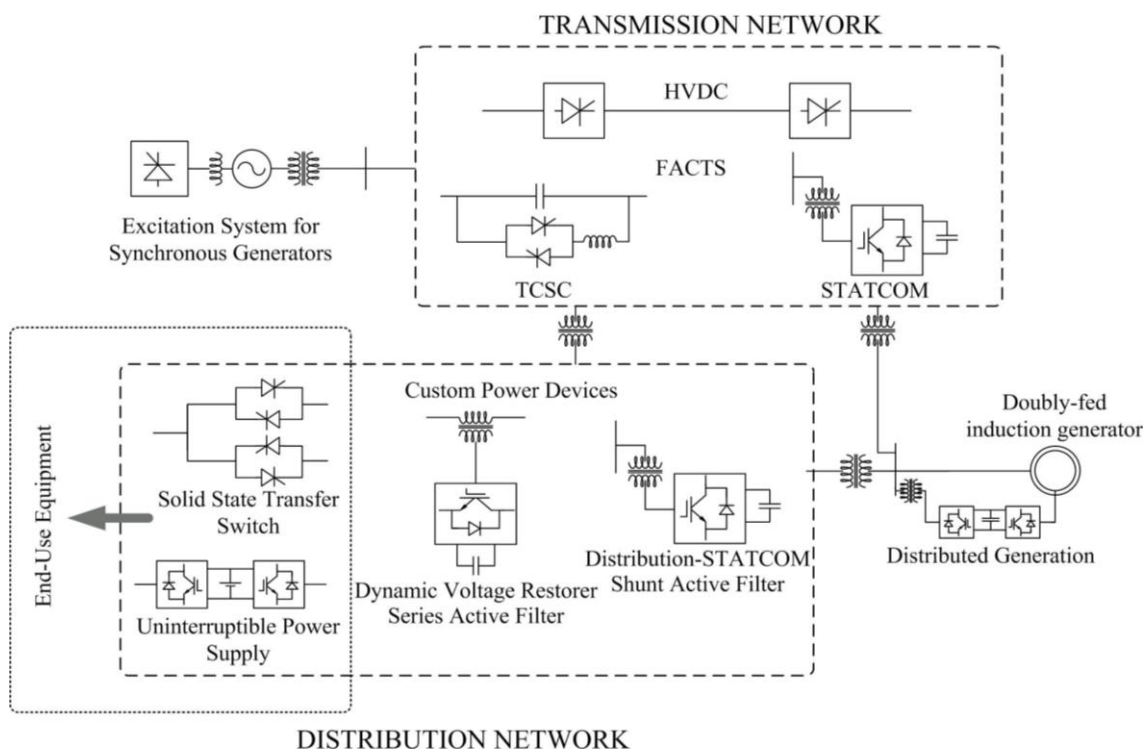 TRANSMISSION NETWORK
HVDC
FACTS
Excitation System for
Synchronous Generators
TCSC
STATCOM
Custom Power Devices
Doubly-fed
induction generator
End-Use Equipment
Solid State Transfer
Switch
Distribution-STATCOM
Shunt Active Filter
Distributed Generation
Dynamic Voltage Restorer
Series Active Filter
Uninterruptible Power
Supply
DISTRIBUTION NETWORK